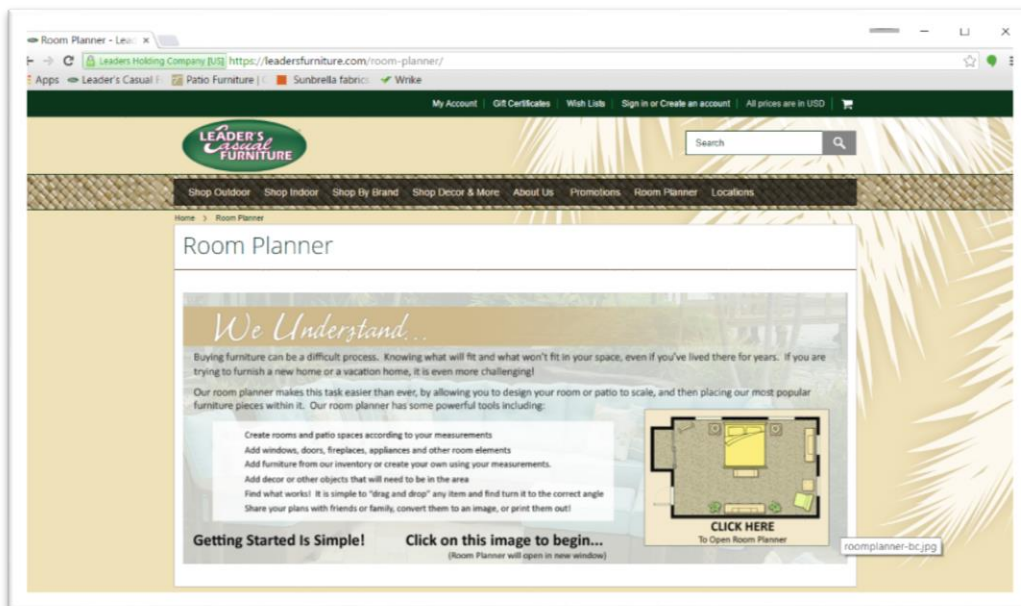 Room Planner - Lea
Leaders Holding Company [US] https://leadersfurniture.com/room-planner/
Apps Leader's Casual F Patio Furniture | C Sunbrella fabrics Wrike
My Account Gift Certificates Wish Lists Sign in or Create an account All prices are in USD
LEADER'S
Casual
FURNITURE
Search
Shop Outdoor Shop Indoor Shop By Brand Shop Decor & More About Us Promotions Room Planner Locations
Home > Room Planner
Room Planner
We Understand...
Buying furniture can be a difficult process. Knowing what will fit and what won't fit in your space, even if you've lived there for years. If you are
trying to furnish a new home or a vacation home, it is even more challenging!
Our room planner makes this task easier than ever, by allowing you to design your room or patio to scale, and then placing our most popular
furniture pieces within it. Our room planner has some powerful tools including:
Create rooms and patio spaces according to your measurements
Add windows, doors, fireplaces, appliances and other room elements
Add furniture from our inventory or create your own using your measurements.
Add decor or other objects that will need to be in the area
Find what works! It is simple to "drag and drop" any item and find turn it to the correct angle
Share your plans with friends or family, convert them to an image, or print them out!
CLICK HERE
To Open Room Planner
Getting Started Is Simple! Click on this image to begin...
(Room Planner will open in new window)
roomplanner-bc.jpg